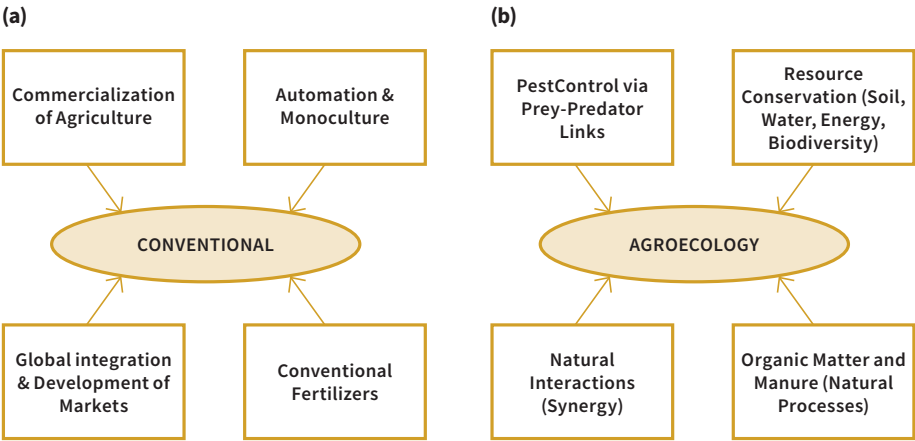 (a)
Commercialization
of Agriculture
Automation &
Monoculture
CONVENTIONAL
Global integration
& Development of
Markets
Conventional
Fertilizers
(b)
PestControl via
Prey-Predator
Links
Resource
Conservation (Soil,
Water, Energy,
Biodiversity)
AGROECOLOGY
Natural
Interactions
(Synergy)
Organic Matter and
Manure (Natural
Processes)